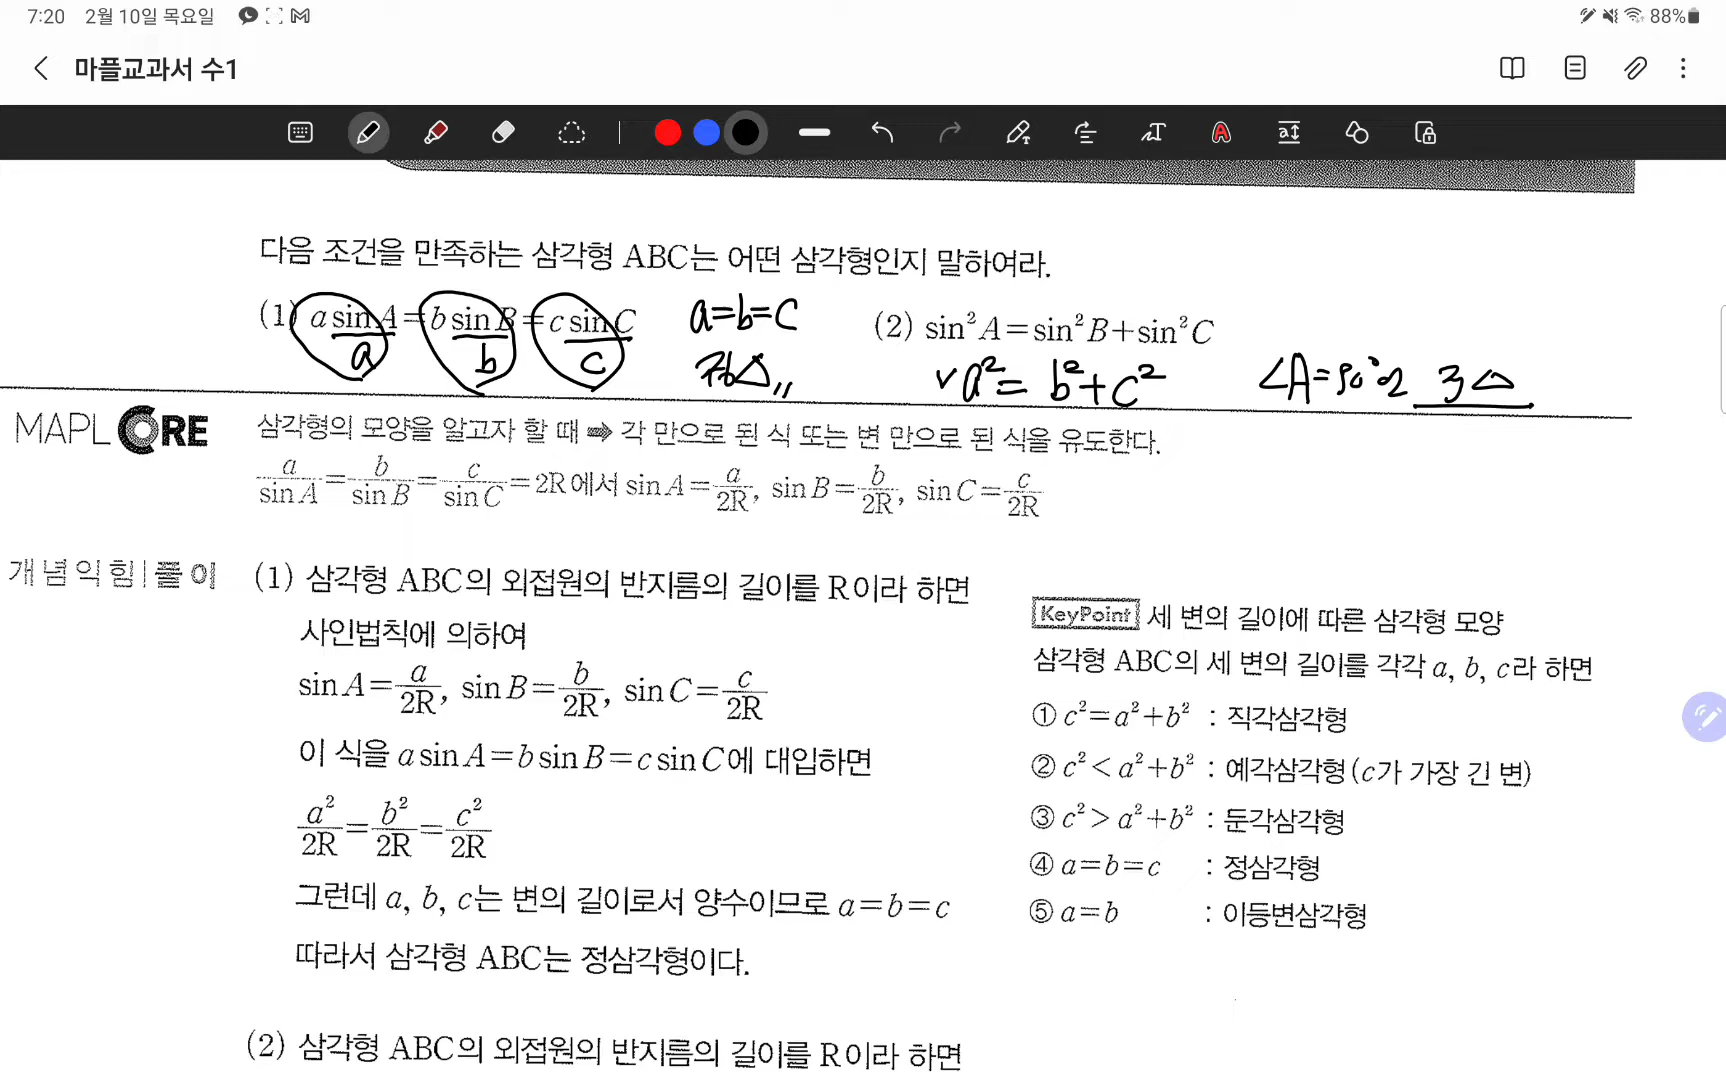 7:20 2월 10일 목요일
88%
마플교과서 수1
다음 조건을 만족하는 삼각형 ABC는 어떤 삼각형인지 말하여라.
(1) a sin A = b sin B = c sin C a=b=c (2) sin² A = sin² B + sin² C
a b c
a² = b² + c² ∠A=90°인
MAPL CORE 삼각형의 모양을 알고자 할 때 ➡ 각 만으로 된 식 또는 변 만으로 된 식을 유도한다.
a/sin A = b/sin B = c/sin C = 2R에서 sin A = a/2R, sin B = b/2R, sin C = c/2R
개념익힘|풀이 (1) 삼각형 ABC의 외접원의 반지름의 길이를 R이라 하면
사인법칙에 의하여
sin A = a/2R, sin B = b/2R, sin C = c/2R
이 식을 a sin A = b sin B = c sin C에 대입하면
a²/2R = b²/2R = c²/2R
그런데 a, b, c는 변의 길이로서 양수이므로 a=b=c
따라서 삼각형 ABC는 정삼각형이다.
KeyPoint 세 변의 길이에 따른 삼각형 모양
삼각형 ABC의 세 변의 길이를 각각 a, b, c라 하면
① c²=a²+b² : 직각삼각형
② c²<a²+b² : 예각삼각형(c가 가장 긴 변)
③ c²>a²+b² : 둔각삼각형
④ a=b=c : 정삼각형
⑤ a=b : 이등변삼각형
(2) 삼각형 ABC의 외접원의 반지름의 길이를 R이라 하면